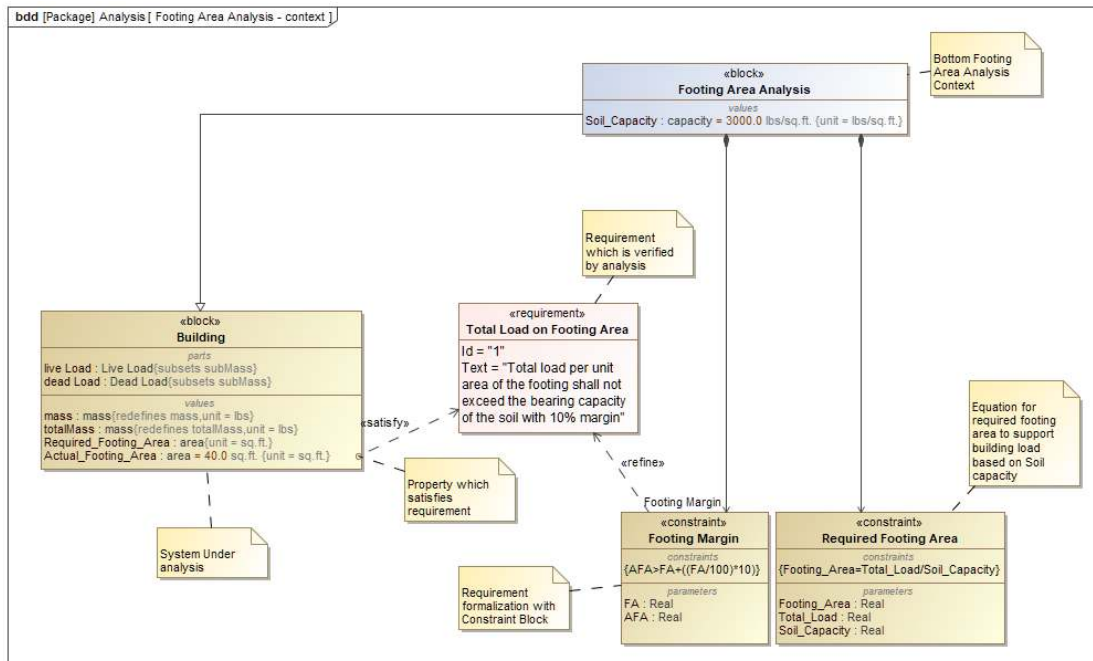 bdd [Package] Analysis [ Footing Area Analysis - context ]
Bottom Footing
Area Analysis
Context
«block»
Footing Area Analysis
values
Soil_Capacity : capacity = 3000.0 lbs/sq.ft. {unit = lbs/sq.ft.}
Requirement
which is verified
by analysis
«block»
Building
parts
live Load : Live Load{subsets subMass}
dead Load : Dead Load{subsets subMass}
values
mass : mass{redefines mass,unit = lbs}
totalMass : mass{redefines totalMass,unit = lbs}
Required_Footing_Area : area{unit = sq.ft.}
Actual_Footing_Area : area = 40.0 sq.ft. {unit = sq.ft.}
«satisfy»
«requirement»
Total Load on Footing Area
Id = "1"
Text = "Total load per unit
area of the footing shall not
exceed the bearing capacity
of the soil with 10% margin"
Equation for
required footing
area to support
building load
based on Soil
capacity
«refine»
Property which
satisfies
requirement
Footing Margin
System Under
analysis
«constraint»
Footing Margin
constraints
{AFA>FA+((FA/100)*10)}
parameters
FA : Real
AFA : Real
«constraint»
Required Footing Area
constraints
{Footing_Area=Total_Load/Soil_Capacity}
parameters
Footing_Area : Real
Total_Load : Real
Soil_Capacity : Real
Requirement
formalization with
Constraint Block